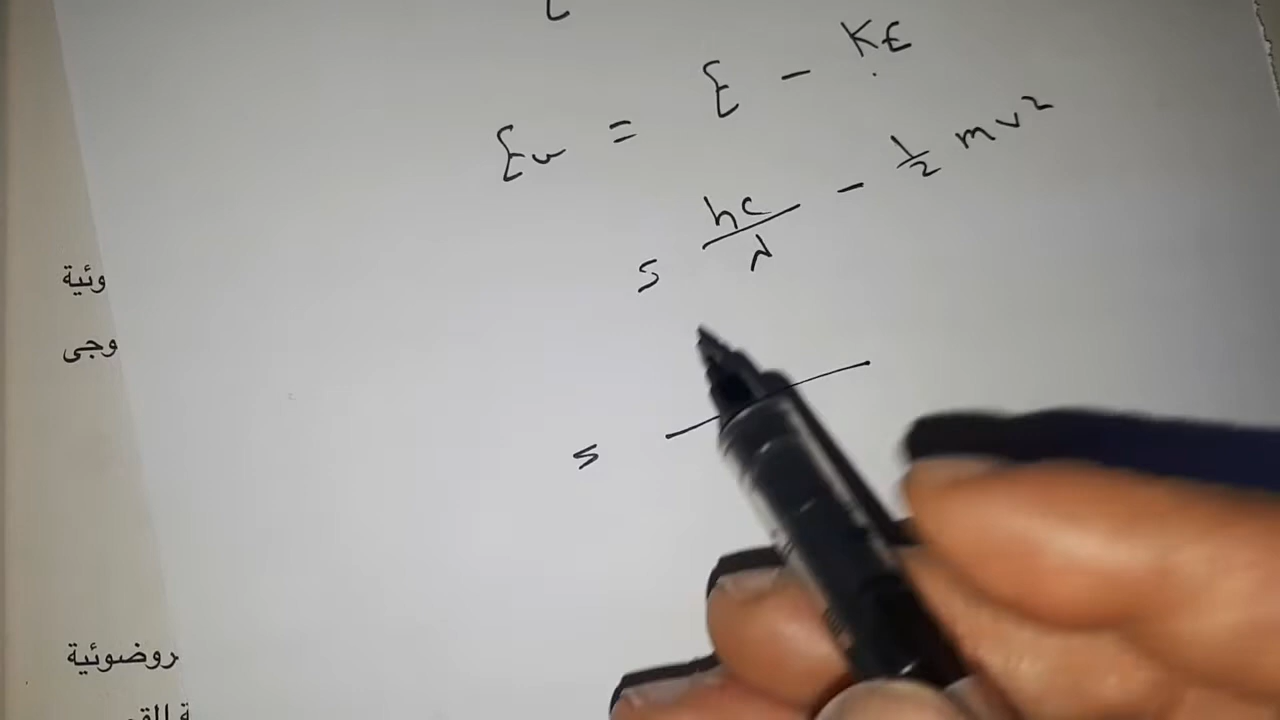 Ew = E - KE
= hc/λ - 1/2 mv²
=
وئية
وجى
روضوئية